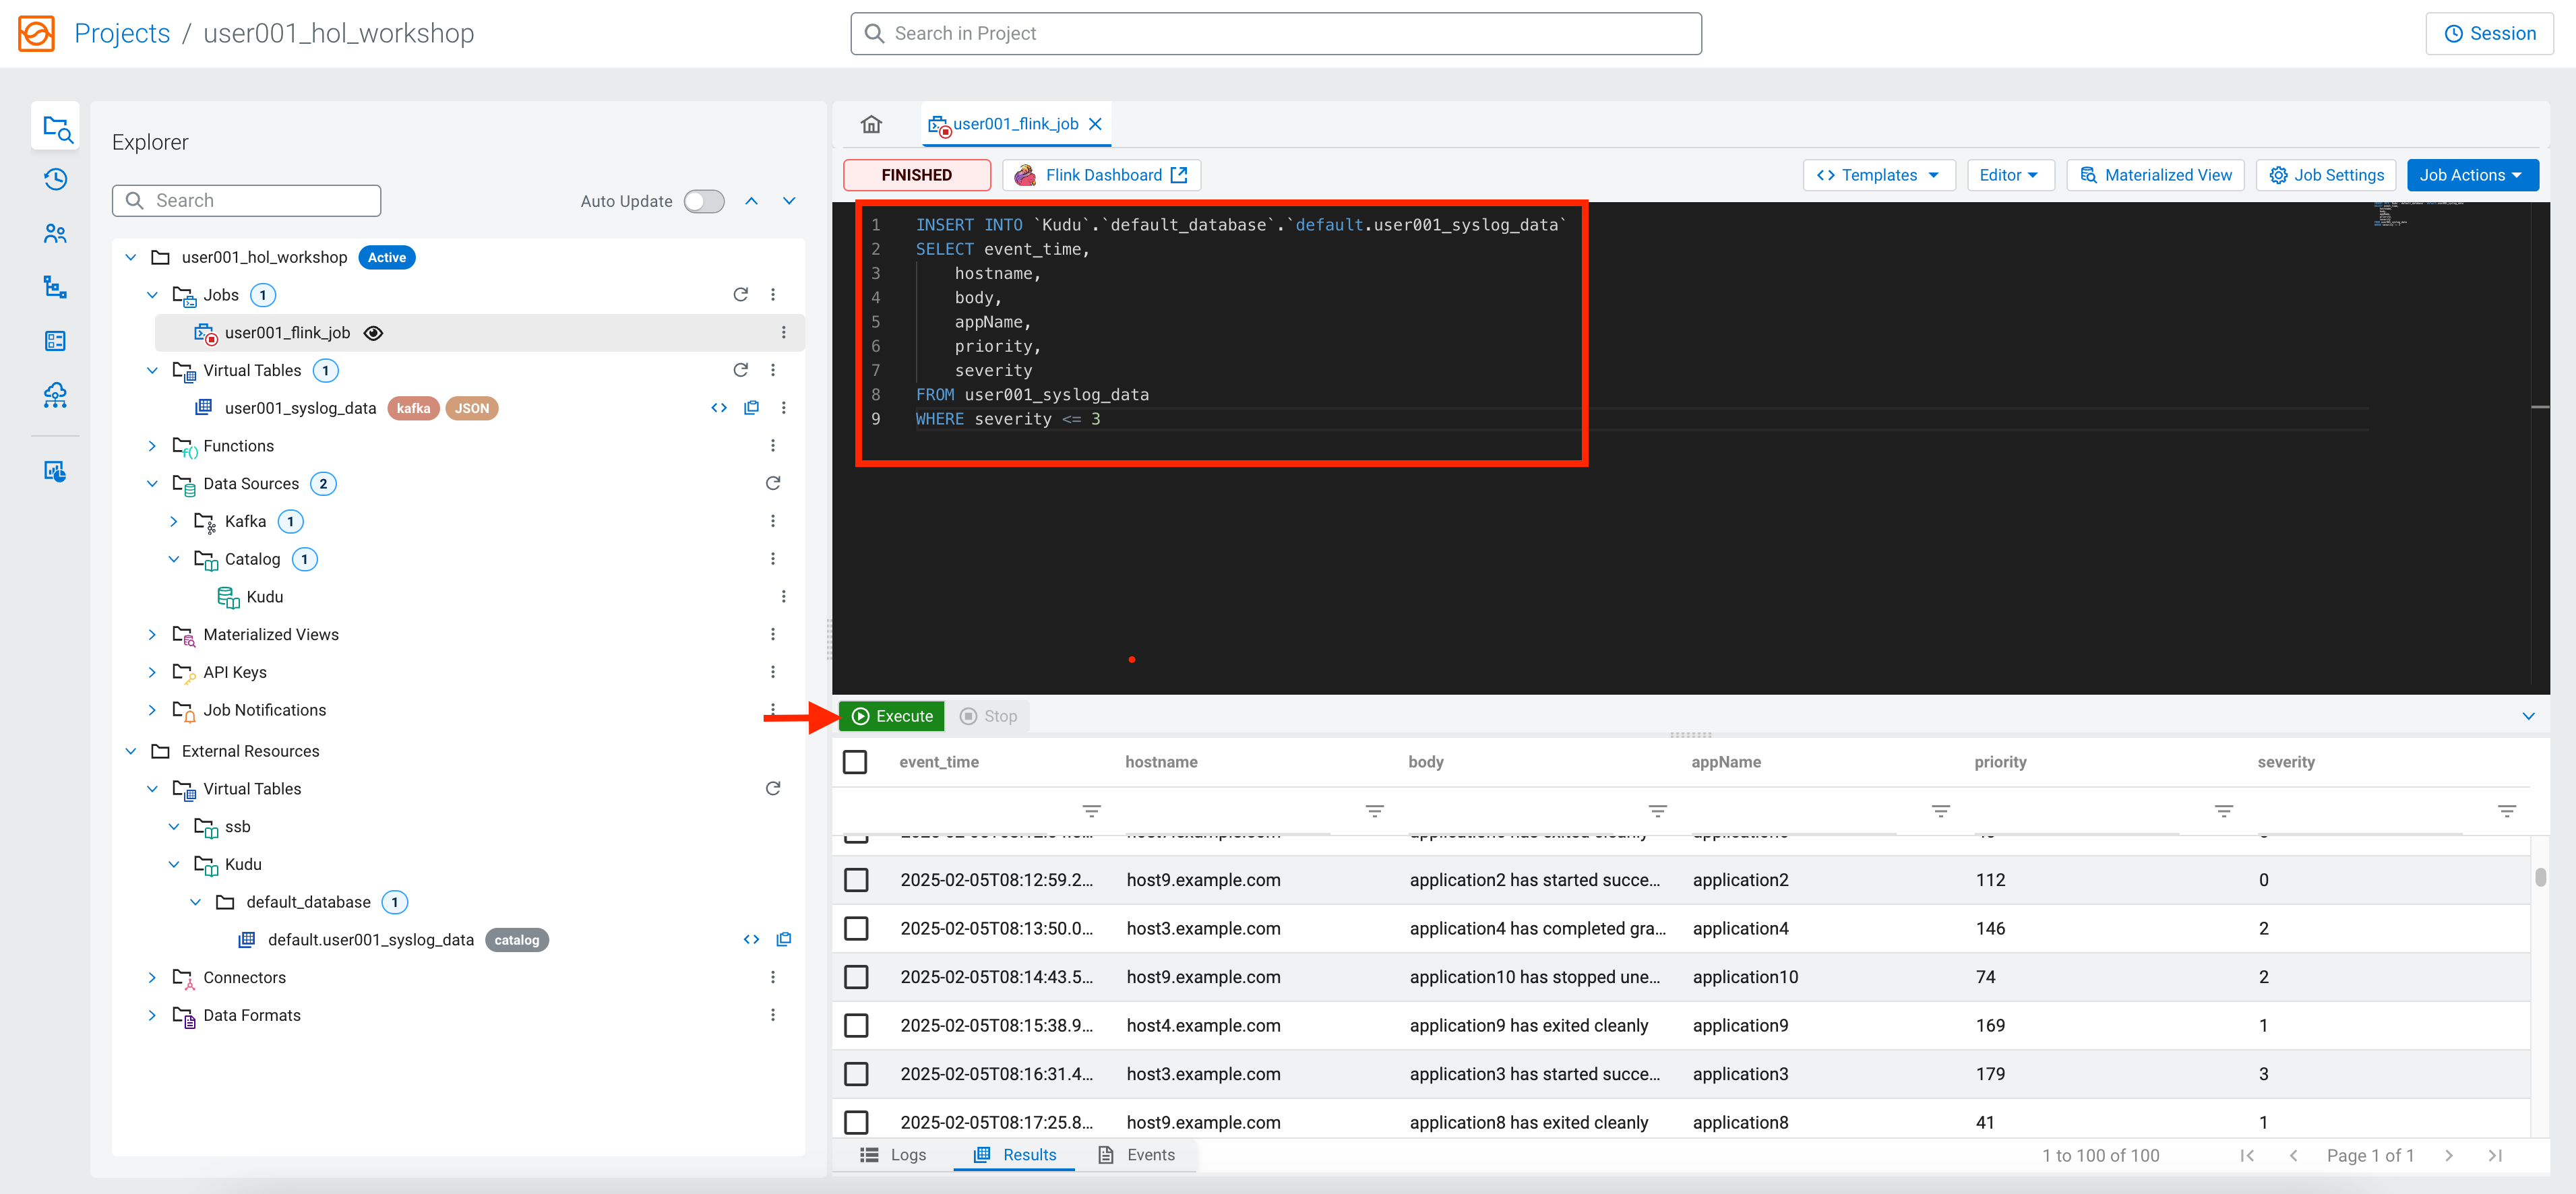 Projects / user001_hol_workshop
Search in Project
Session
Explorer
Search
Auto Update
user001_hol_workshop Active
Jobs 1
user001_flink_job
Virtual Tables 1
user001_syslog_data kafka JSON
Functions
Data Sources 2
Kafka 1
Catalog 1
Kudu
Materialized Views
API Keys
Job Notifications
External Resources
Virtual Tables
ssb
Kudu
default_database 1
default.user001_syslog_data catalog
Connectors
Data Formats
user001_flink_job
FINISHED Flink Dashboard Templates Editor Materialized View Job Settings Job Actions
1 INSERT INTO `Kudu`.`default_database`.`default.user001_syslog_data`
2 SELECT event_time,
3 hostname,
4 body,
5 appName,
6 priority,
7 severity
8 FROM user001_syslog_data
9 WHERE severity <= 3
Execute Stop
event_time hostname body appName priority severity
2025-02-05T08:12:59.2... host9.example.com application2 has started succe... application2 112 0
2025-02-05T08:13:50.0... host3.example.com application4 has completed gra... application4 146 2
2025-02-05T08:14:43.5... host9.example.com application10 has stopped une... application10 74 2
2025-02-05T08:15:38.9... host4.example.com application9 has exited cleanly application9 169 1
2025-02-05T08:16:31.4... host3.example.com application3 has started succe... application3 179 3
2025-02-05T08:17:25.8... host9.example.com application8 has exited cleanly application8 41 1
Logs Results Events
1 to 100 of 100 Page 1 of 1